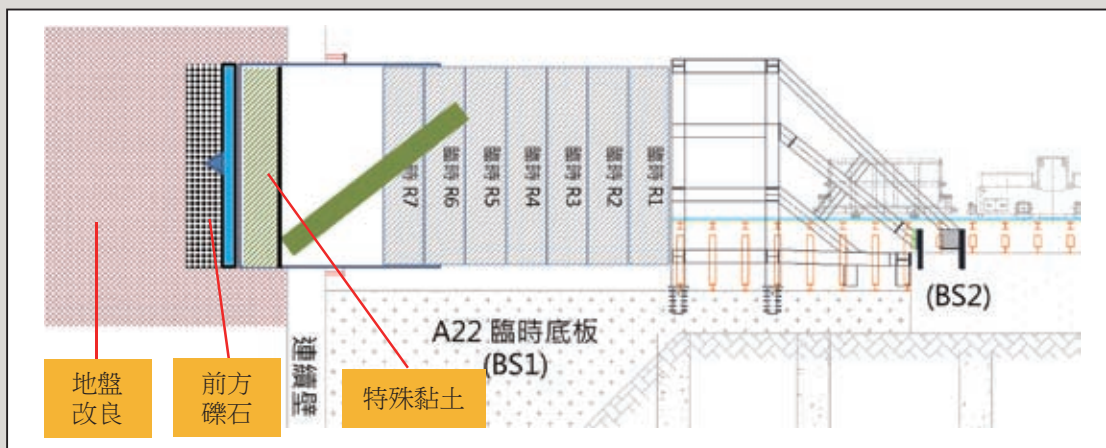 臨時 R7
臨時 R6
臨時 R5
臨時 R4
臨時 R3
臨時 R2
臨時 R1
(BS2)
A22 臨時底板
(BS1)
連續壁
地盤
改良
前方
礫石
特殊黏土